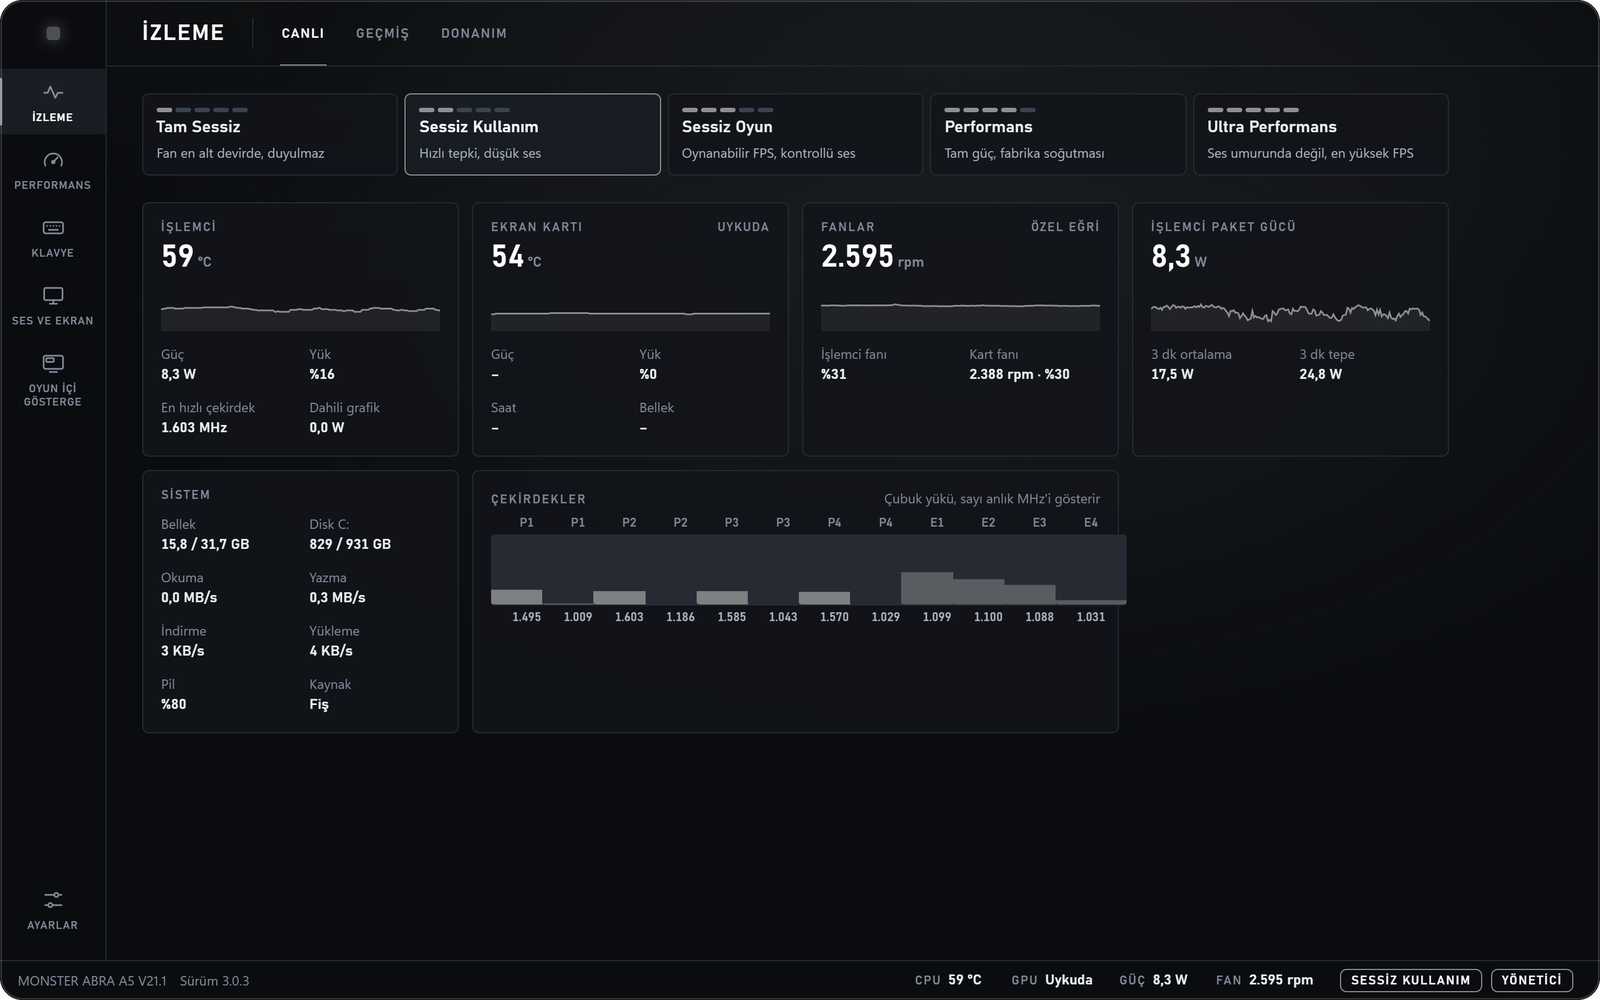 İZLEME
CANLI
GEÇMİŞ
DONANIM
İZLEME
PERFORMANS
KLAVYE
SES VE EKRAN
OYUN İÇİ
GÖSTERGE
AYARLAR
Tam Sessiz
Fan en alt devirde, duyulmaz
Sessiz Kullanım
Hızlı tepki, düşük ses
Sessiz Oyun
Oynanabilir FPS, kontrollü ses
Performans
Tam güç, fabrika soğutması
Ultra Performans
Ses umurunda değil, en yüksek FPS
İŞLEMCİ
59 °C
Güç
8,3 W
Yük
%16
En hızlı çekirdek
1.603 MHz
Dahili grafik
0,0 W
EKRAN KARTI
UYKUDA
54 °C
Güç
–
Yük
%0
Saat
–
Bellek
–
FANLAR
ÖZEL EĞRİ
2.595 rpm
İşlemci fanı
%31
Kart fanı
2.388 rpm · %30
İŞLEMCİ PAKET GÜCÜ
8,3 W
3 dk ortalama
17,5 W
3 dk tepe
24,8 W
SİSTEM
Bellek
15,8 / 31,7 GB
Disk C:
829 / 931 GB
Okuma
0,0 MB/s
Yazma
0,3 MB/s
İndirme
3 KB/s
Yükleme
4 KB/s
Pil
%80
Kaynak
Fiş
ÇEKİRDEKLER
Çubuk yükü, sayı anlık MHz'i gösterir
P1 P1 P2 P2 P3 P3 P4 P4 E1 E2 E3 E4
1.495 1.009 1.603 1.186 1.585 1.043 1.570 1.029 1.099 1.100 1.088 1.031
MONSTER ABRA A5 V21.1 Sürüm 3.0.3
CPU 59 °C
GPU Uykuda
GÜÇ 8,3 W
FAN 2.595 rpm
SESSİZ KULLANIM
YÖNETİCİ